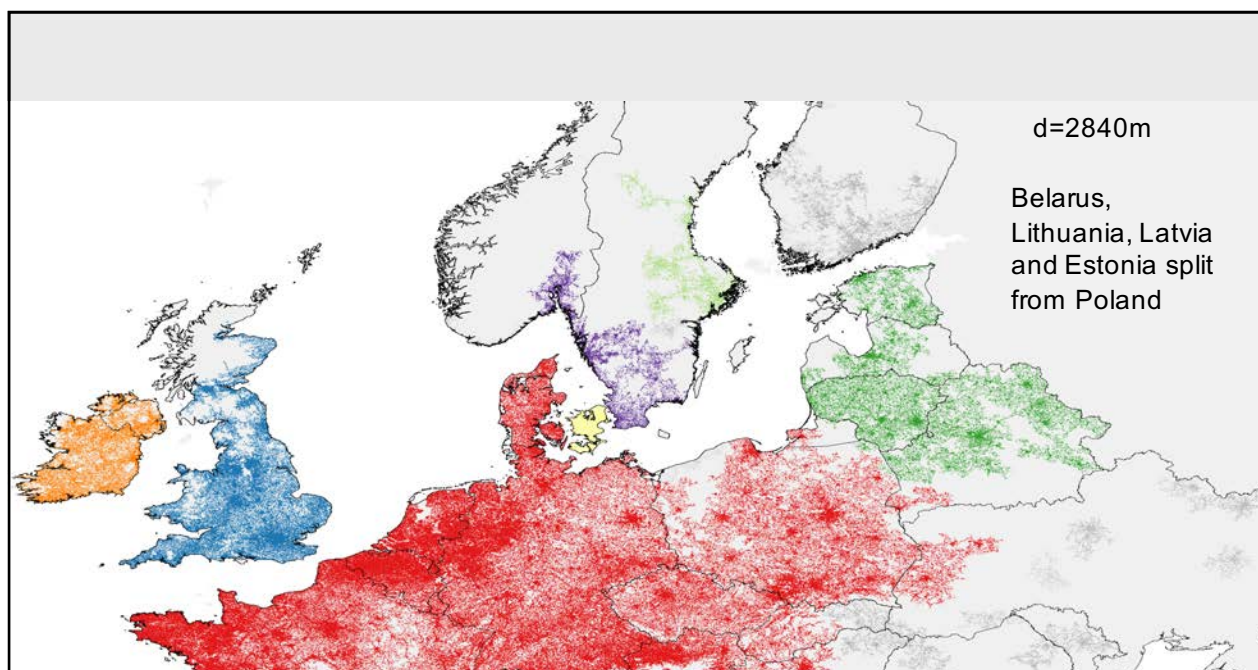 d=2840m
Belarus,
Lithuania, Latvia
and Estonia split
from Poland